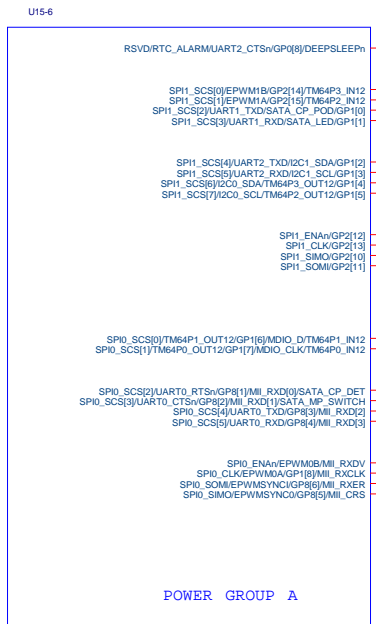 U15-6
RSVD/RTC_ALARM/UART2_CTSn/GP0[8]/DEEPSLEEPn
SPI1_SCS[0]/EPWM1B/GP2[14]/TM64P3_IN12
SPI1_SCS[1]/EPWM1A/GP2[15]/TM64P2_IN12
SPI1_SCS[2]/UART1_TXD/SATA_CP_POD/GP1[0]
SPI1_SCS[3]/UART1_RXD/SATA_LED/GP1[1]
SPI1_SCS[4]/UART2_TXD/I2C1_SDA/GP1[2]
SPI1_SCS[5]/UART2_RXD/I2C1_SCL/GP1[3]
SPI1_SCS[6]/I2C0_SDA/TM64P3_OUT12/GP1[4]
SPI1_SCS[7]/I2C0_SCL/TM64P2_OUT12/GP1[5]
SPI1_ENAn/GP2[12]
SPI1_CLK/GP2[13]
SPI1_SIMO/GP2[10]
SPI1_SOMI/GP2[11]
SPI0_SCS[0]/TM64P1_OUT12/GP1[6]/MDIO_D/TM64P1_IN12
SPI0_SCS[1]/TM64P0_OUT12/GP1[7]/MDIO_CLK/TM64P0_IN12
SPI0_SCS[2]/UART0_RTSn/GP8[1]/MII_RXD[0]/SATA_CP_DET
SPI0_SCS[3]/UART0_CTSn/GP8[2]/MII_RXD[1]/SATA_MP_SWITCH
SPI0_SCS[4]/UART0_TXD/GP8[3]/MII_RXD[2]
SPI0_SCS[5]/UART0_RXD/GP8[4]/MII_RXD[3]
SPI0_ENAn/EPWM0B/MII_RXDV
SPI0_CLK/EPWM0A/GP1[8]/MII_RXCLK
SPI0_SOMI/EPWMSYNCI/GP8[6]/MII_RXER
SPI0_SIMO/EPWMSYNC0/GP8[5]/MII_CRS
POWER GROUP A